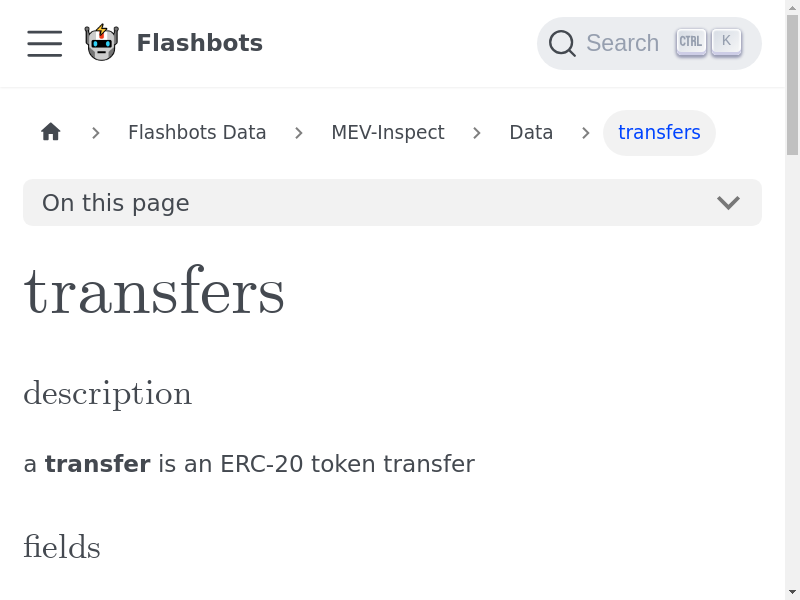 Flashbots
Search CTRL K
Flashbots Data > MEV-Inspect > Data > transfers
On this page
transfers
description
a transfer is an ERC-20 token transfer
fields